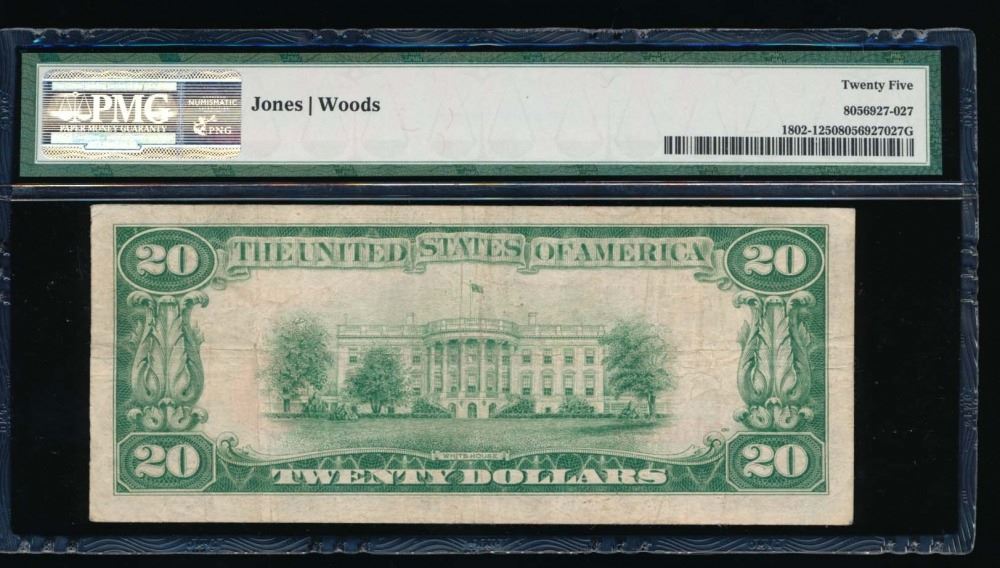 PMG
PAPER MONEY GUARANTY
NUMISMATIC
PNG
Jones | Woods
Twenty Five
8056927-027
1802-12508056927027G
20
THE UNITED STATES OF AMERICA
20
WHITE HOUSE
20
TWENTY DOLLARS
20